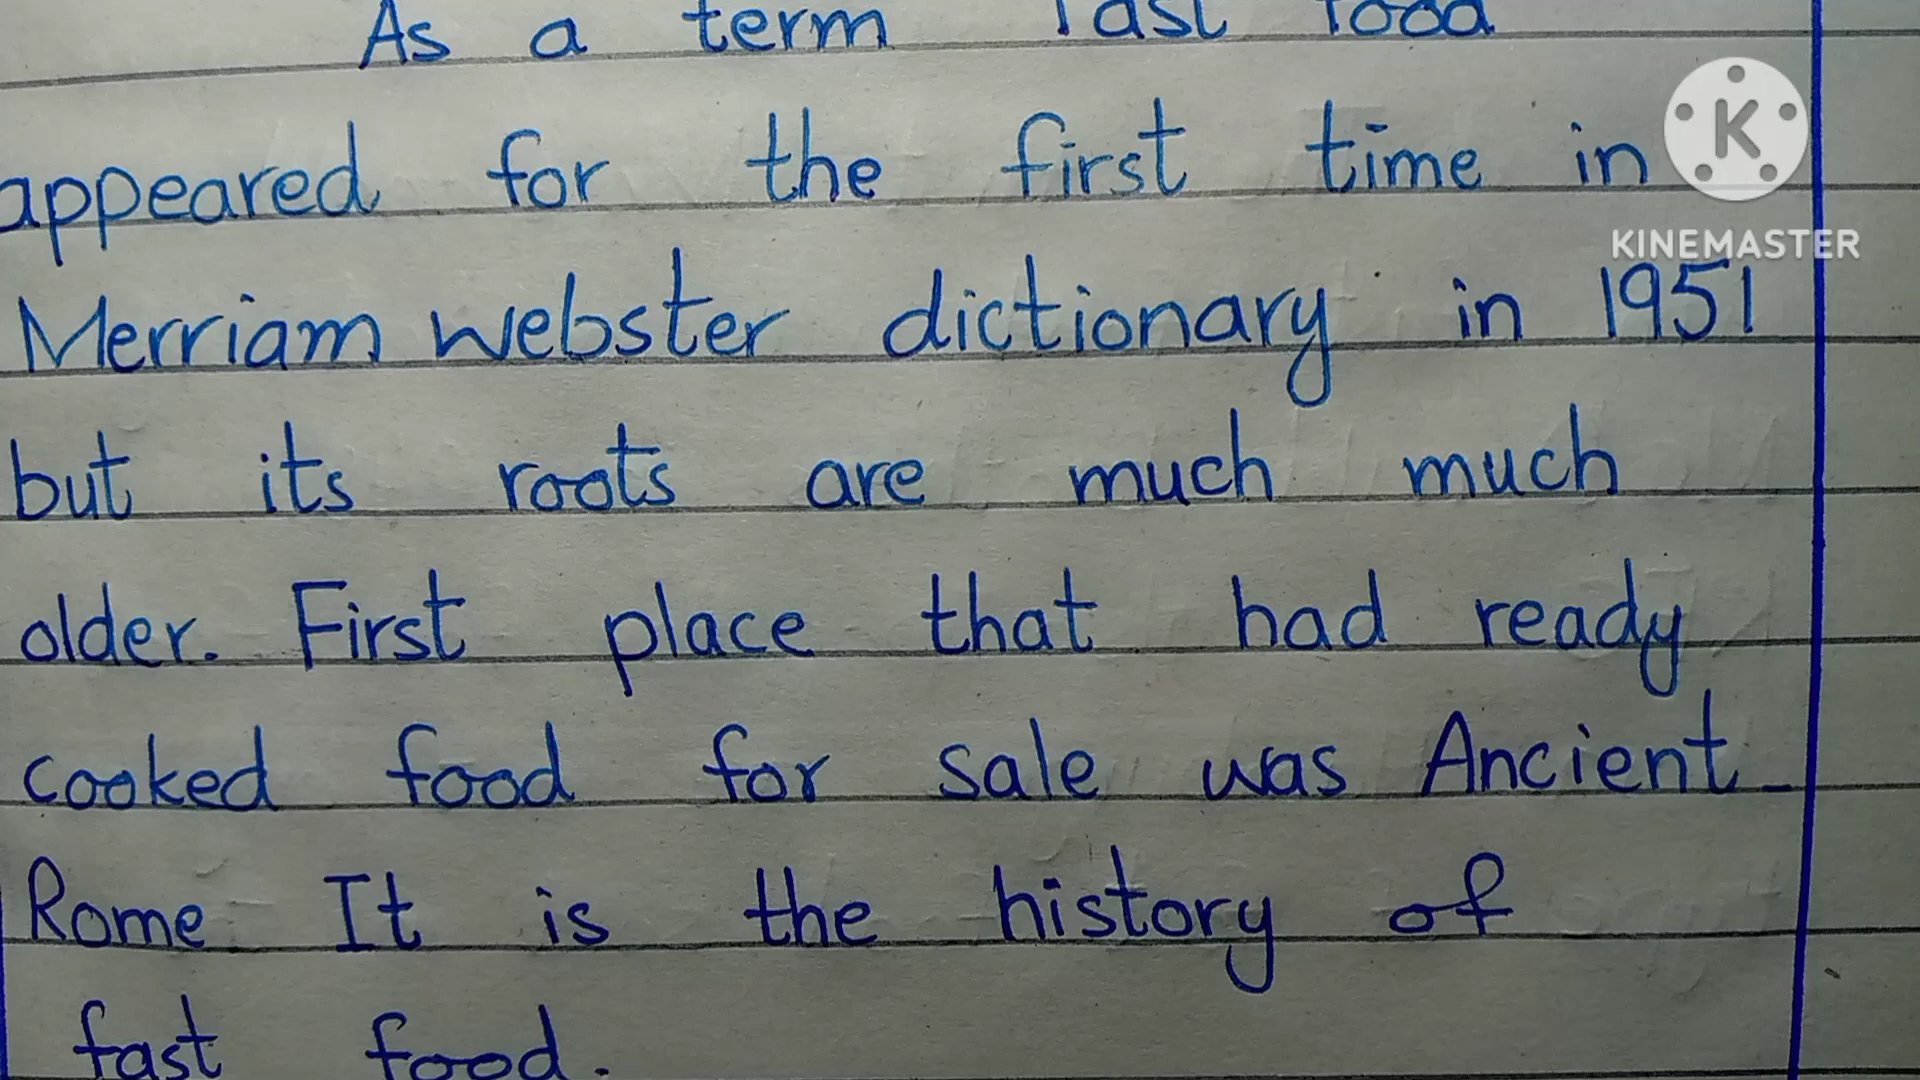 As a term fast food
appeared for the first time in
Merriam webster dictionary in 1951
but its roots are much much
older. First place that had ready
cooked food for sale was Ancient
Rome It is the history of
fast food.
KINEMASTER